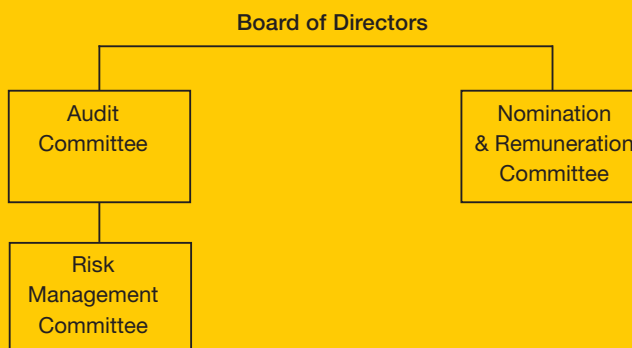 Board of Directors
Audit
Committee
Nomination
& Remuneration
Committee
Risk
Management
Committee